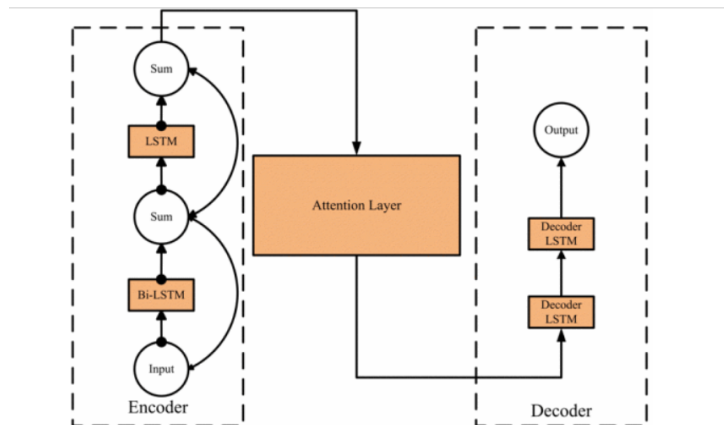 Sum
LSTM
Sum
Bi-LSTM
Input
Encoder
Attention Layer
Output
Decoder
LSTM
Decoder
LSTM
Decoder